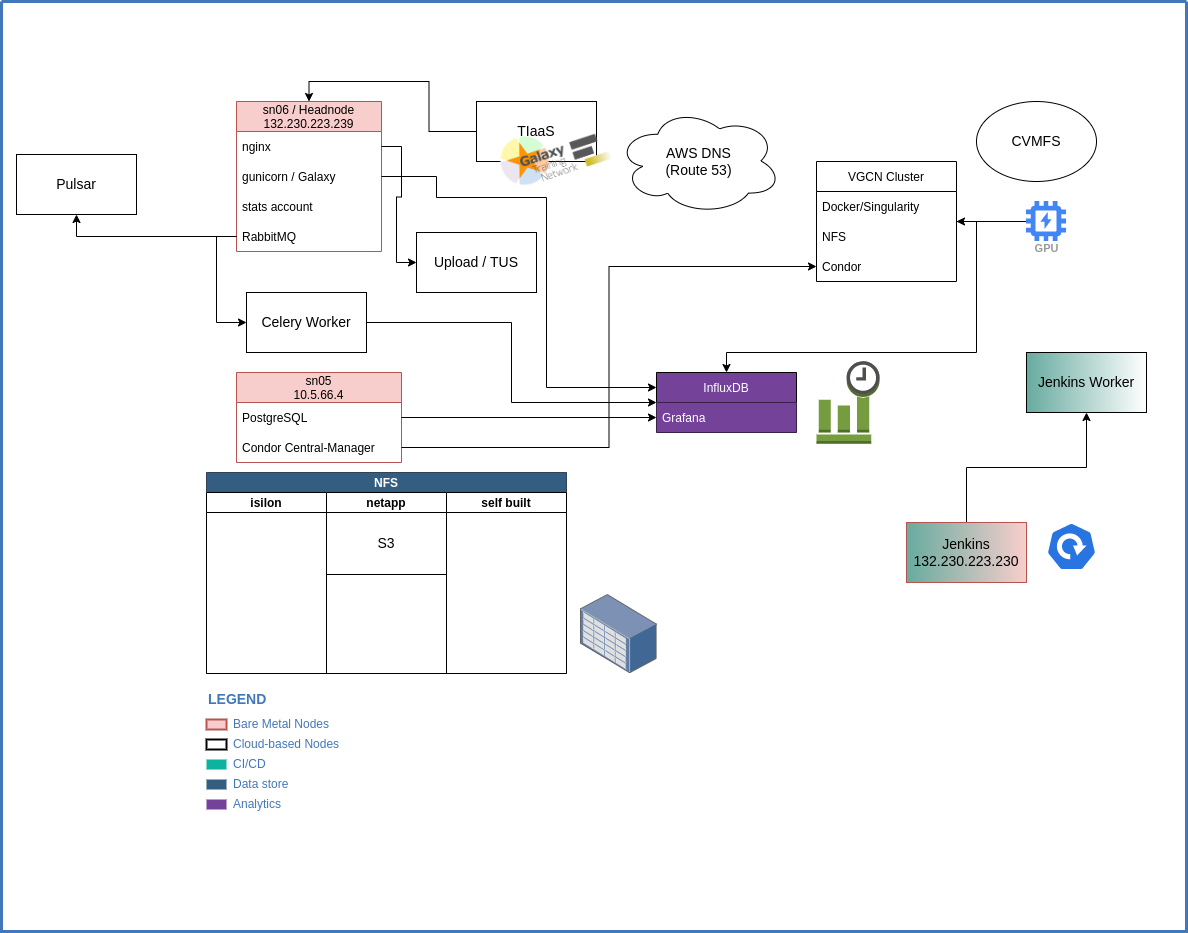 sn06 / Headnode
132.230.223.239
nginx
gunicorn / Galaxy
stats account
RabbitMQ
Pulsar
TIaaS
Galaxy
Training
Network
AWS DNS
(Route 53)
CVMFS
VGCN Cluster
Docker/Singularity
NFS
Condor
GPU
Upload / TUS
Celery Worker
sn05
10.5.66.4
PostgreSQL
Condor Central-Manager
InfluxDB
Grafana
Jenkins Worker
Jenkins
132.230.223.230
NFS
isilon
netapp
self built
S3
LEGEND
Bare Metal Nodes
Cloud-based Nodes
CI/CD
Data store
Analytics